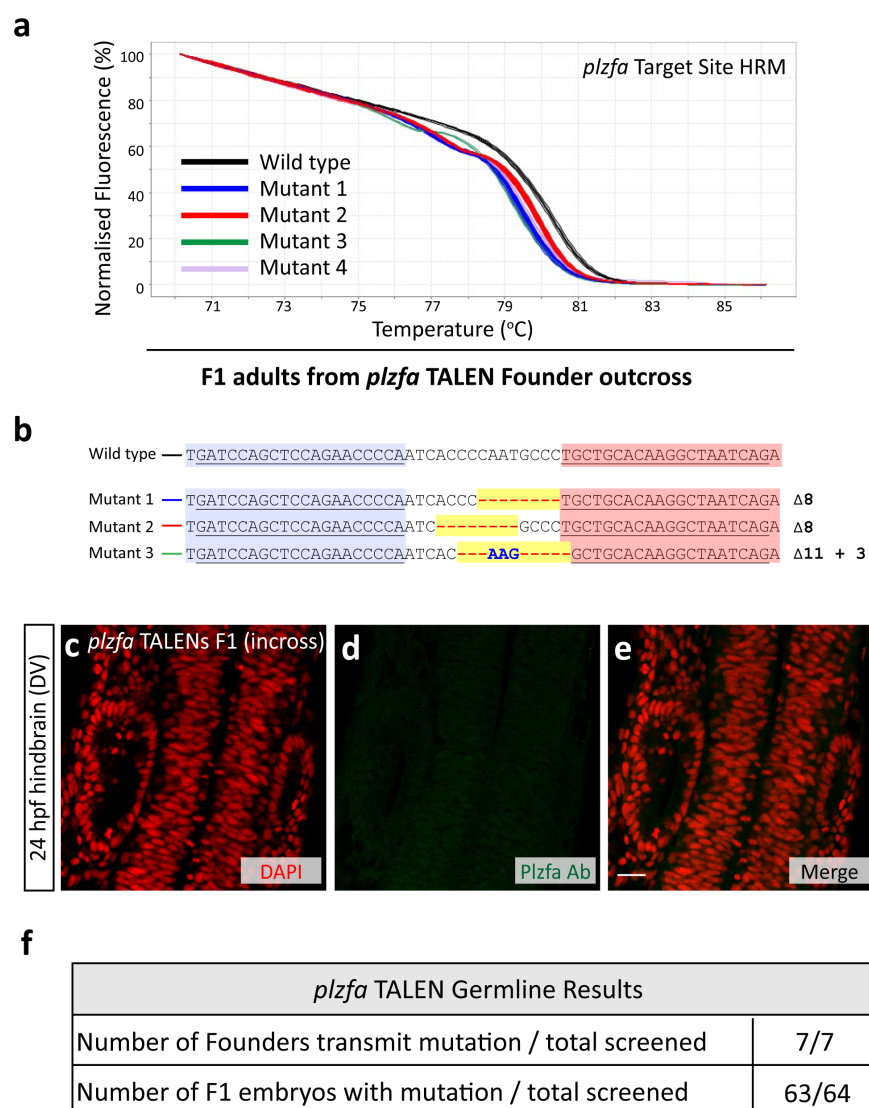 a
100
80
60
40
20
0
Normalised Fluorescence (%)
plzfa Target Site HRM
Wild type
Mutant 1
Mutant 2
Mutant 3
Mutant 4
71 73 75 77 79 81 83 85
Temperature (°C)
F1 adults from plzfa TALEN Founder outcross
b
Wild type TGATCCAGCTCCAGAACCCCAATCACCCCAATGCCCTGCTGCACAAGGCTAATCAGA
Mutant 1 TGATCCAGCTCCAGAACCCCAATCACCC--------TGCTGCACAAGGCTAATCAGA Δ8
Mutant 2 TGATCCAGCTCCAGAACCCCAATC--------GCCCTGCTGCACAAGGCTAATCAGA Δ8
Mutant 3 TGATCCAGCTCCAGAACCCCAATCAC---AAG-----GCTGCACAAGGCTAATCAGA Δ11 + 3
24 hpf hindbrain (DV)
c plzfa TALENs F1 (incross)
DAPI
d
Plzfa Ab
e
Merge
f
plzfa TALEN Germline Results
Number of Founders transmit mutation / total screened 7/7
Number of F1 embryos with mutation / total screened 63/64